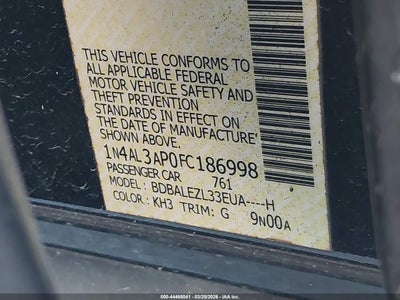 THIS VEHICLE CONFORMS TO
ALL APPLICABLE FEDERAL
MOTOR VEHICLE SAFETY AND
THEFT PREVENTION
STANDARDS IN EFFECT ON
THE DATE OF MANUFACTURE
SHOWN ABOVE.
1N4AL3AP0FC186998
PASSENGER CAR 761
MODEL: BDBALEZL33EUA----H
COLOR: KH3 TRIM: G 9N00A
000-44468041 - 03/20/2026 - IAA Inc.